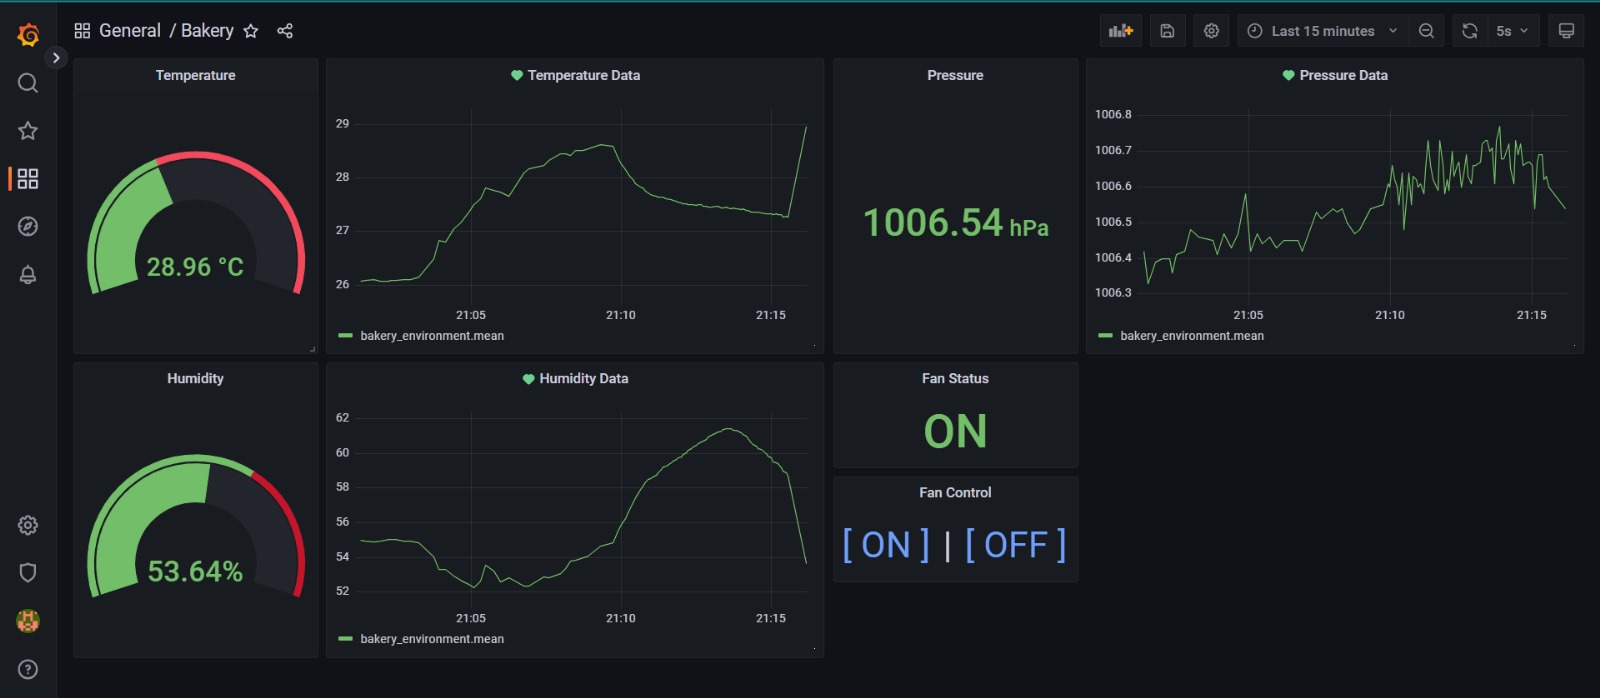 General / Bakery
Last 15 minutes
5s
Temperature
28.96 °C
Temperature Data
29
28
27
26
21:05 21:10 21:15
bakery_environment.mean
Pressure
1006.54 hPa
Pressure Data
1006.8
1006.7
1006.6
1006.5
1006.4
1006.3
21:05 21:10 21:15
bakery_environment.mean
Humidity
53.64%
Humidity Data
62
60
58
56
54
52
21:05 21:10 21:15
bakery_environment.mean
Fan Status
ON
Fan Control
[ ON ] | [ OFF ]